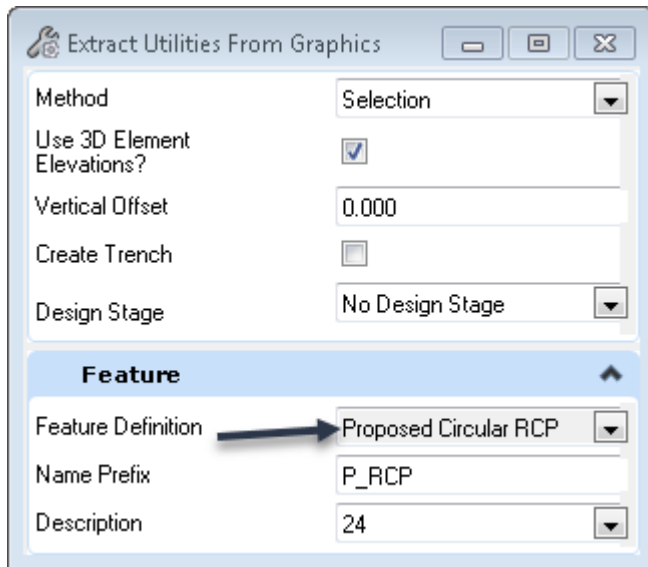 Extract Utilities From Graphics
Method Selection
Use 3D Element
Elevations?
Vertical Offset 0.000
Create Trench
Design Stage No Design Stage
Feature
Feature Definition Proposed Circular RCP
Name Prefix P_RCP
Description 24